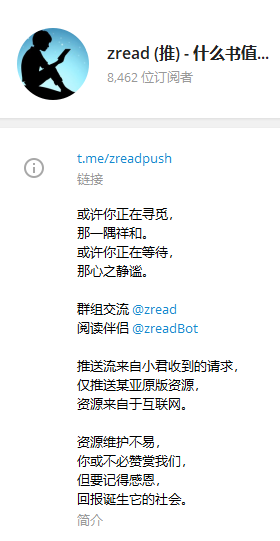 zread (推) - 什么书值...
8,462 位订阅者
t.me/zreadpush
链接
或许你正在寻觅，
那一隅祥和。
或许你正在等待，
那心之静谧。
群组交流 @zread
阅读伴侣 @zreadBot
推送流来自小君收到的请求，
仅推送某亚原版资源，
资源来自于互联网。
资源维护不易，
你或不必赞赏我们，
但要记得感恩，
回报诞生它的社会。
简介